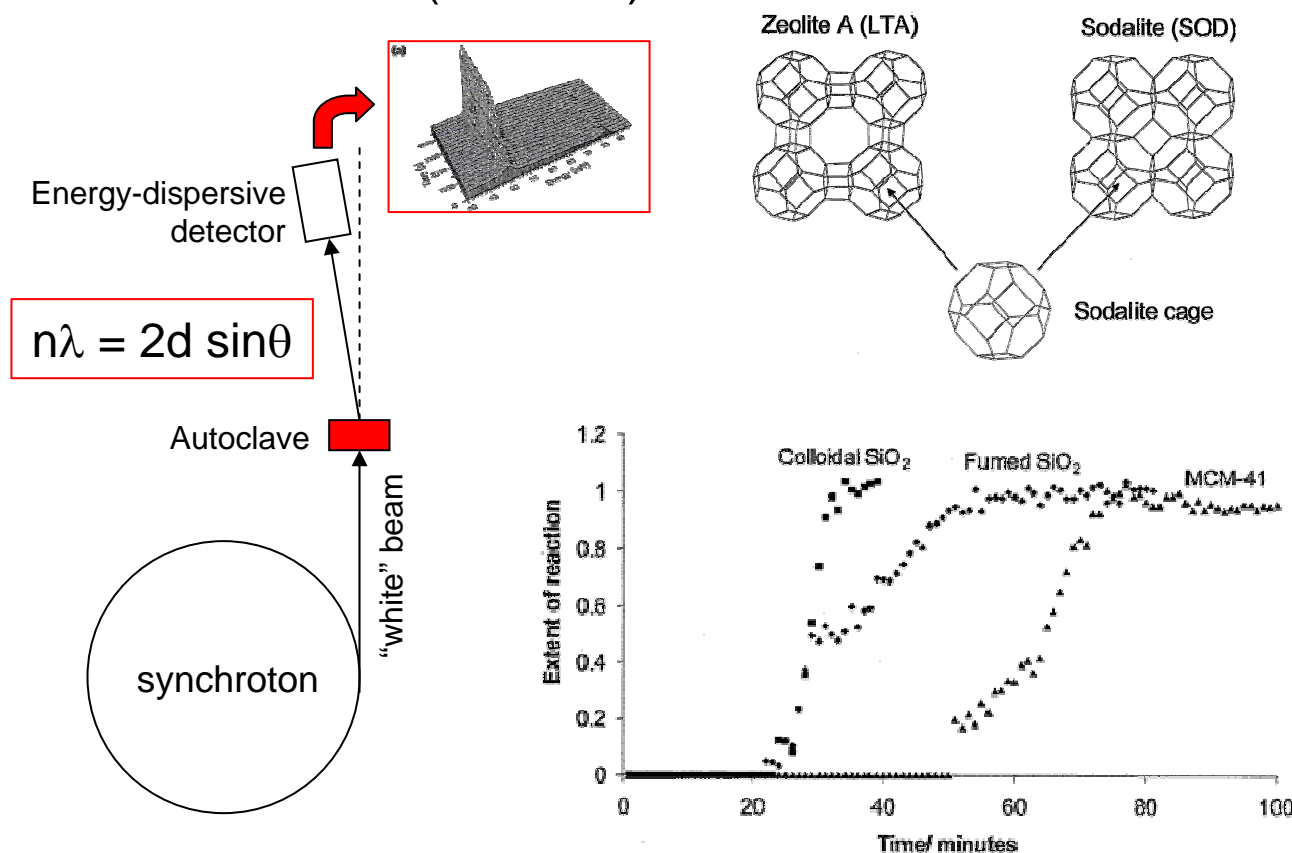 Zeolite A (LTA)
Sodalite (SOD)
(a)
Energy-dispersive
detector
nλ = 2d sinθ
Sodalite cage
Autoclave
"white" beam
synchroton
1.2
1
0.8
0.6
0.4
0.2
0
Extent of reaction
Colloidal SiO₂
Fumed SiO₂
MCM-41
0
20
40
60
80
100
Time/ minutes